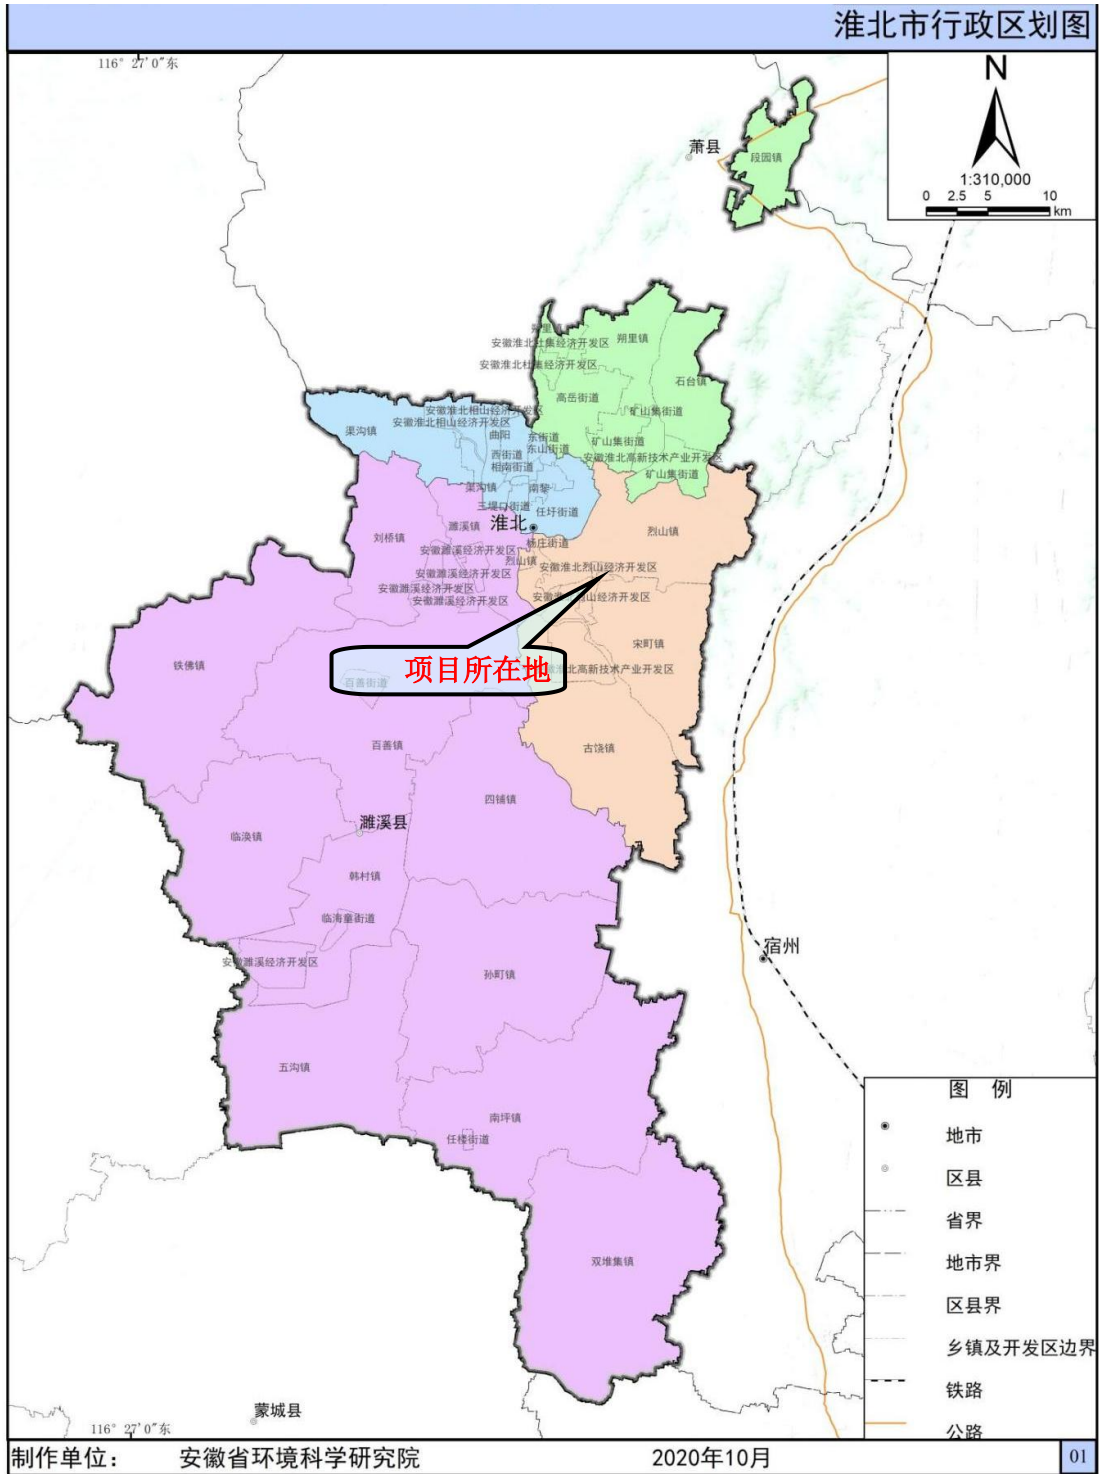 淮北市行政区划图
116° 27′0″东
N
1:310,000
0 2.5 5 10
km
萧县
段园镇
朔里镇
安徽淮北杜集经济开发区
安徽淮北杜集经济开发区
石台镇
高岳街道
矿山集街道
安徽淮北相山经济开发区
安徽淮北相山经济开发区
渠沟镇
曲阳
东街道
东山街道
矿山集街道
西街道
相南街道
安徽淮北高新技术产业开发区
矿山集街道
渠沟镇
南黎
三堤口街道
任圩街道
淮北
濉溪镇
烈山镇
刘桥镇
杨庄街道
安徽濉溪经济开发区
烈山镇
安徽淮北烈山经济开发区
安徽濉溪经济开发区
安徽濉溪经济开发区
安徽濉溪经济开发区
山经济开发区
宋町镇
铁佛镇
项目所在地
淮北高新技术产业开发区
百善街道
百善镇
古饶镇
四铺镇
濉溪县
临涣镇
韩村镇
临海童街道
宿州
安徽濉溪经济开发区
孙町镇
五沟镇
南坪镇
任楼街道
双堆集镇
图 例
地市
区县
省界
地市界
区县界
乡镇及开发区边界
铁路
公路
蒙城县
116° 27′0″东
制作单位： 安徽省环境科学研究院 2020年10月 01